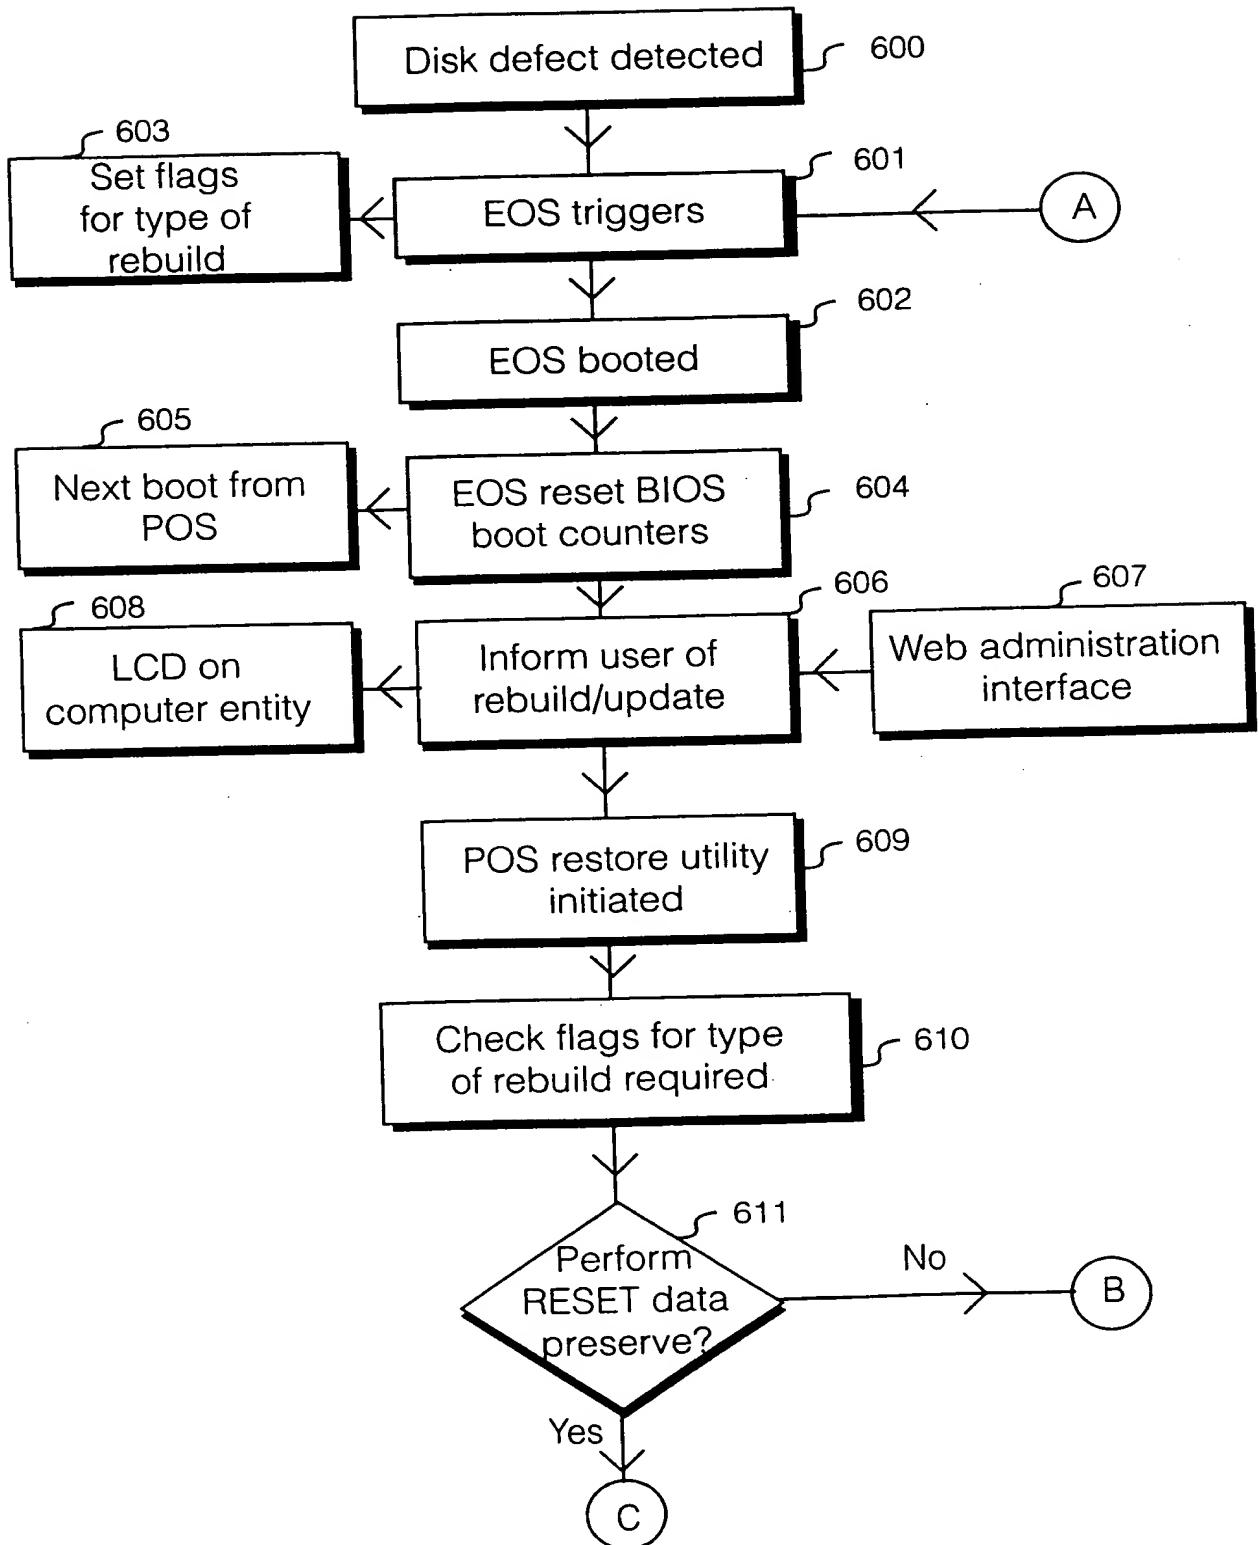 Disk defect detected
600
603
Set flags
for type of
rebuild
EOS triggers
601
A
EOS booted
602
605
Next boot from
POS
EOS reset BIOS
boot counters
604
608
LCD on
computer entity
Inform user of
rebuild/update
606
607
Web administration
interface
POS restore utility
initiated
609
Check flags for type
of rebuild required
610
611
Perform
RESET data
preserve?
No
B
Yes
C